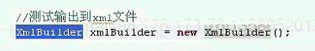 //测试输出到xml文件
XmlBuilder xmlBuilder = new XmlBuilder();